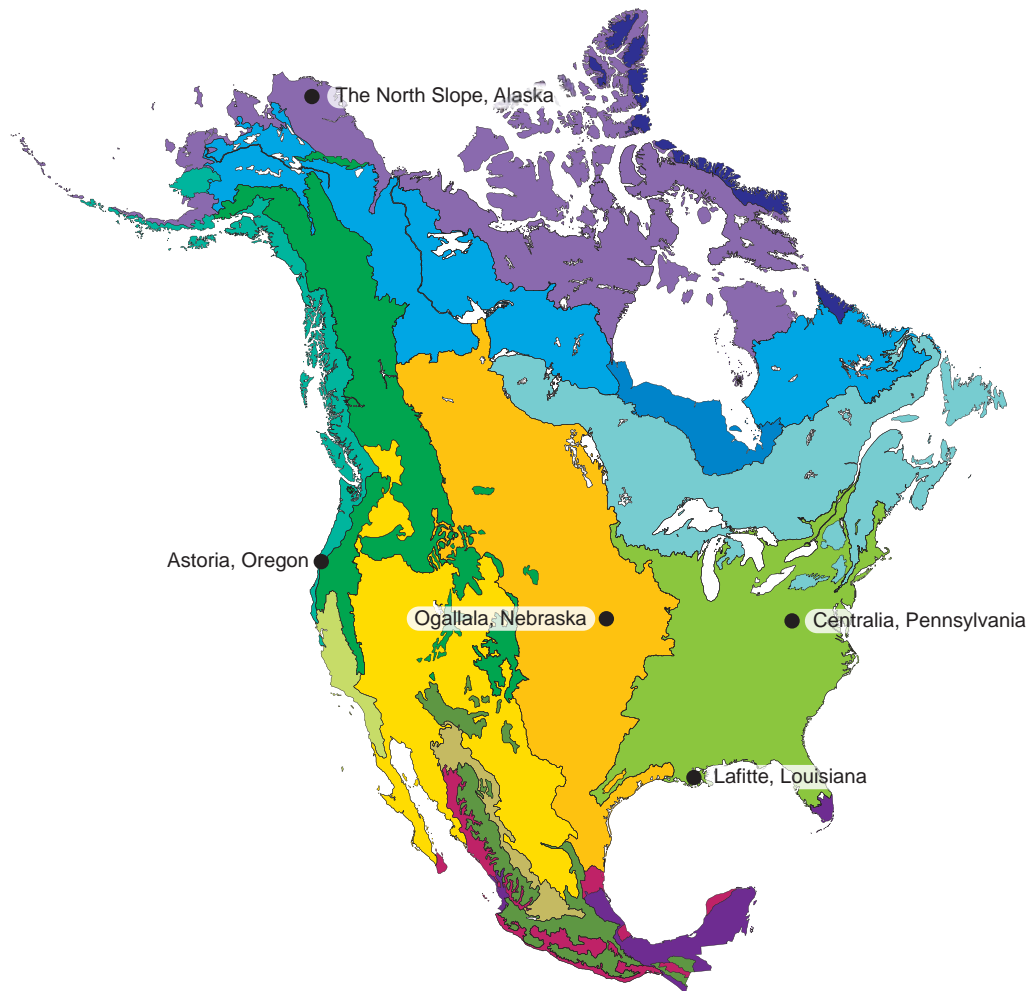 The North Slope, Alaska
Astoria, Oregon
Ogallala, Nebraska
Centralia, Pennsylvania
Lafitte, Louisiana